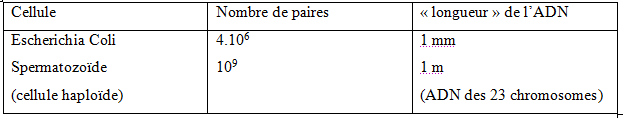 Cellule Nombre de paires « longueur » de l’ADN
Escherichia Coli 4.10⁶ 1 mm
Spermatozoïde 10⁹ 1 m
(cellule haploïde) (ADN des 23 chromosomes)